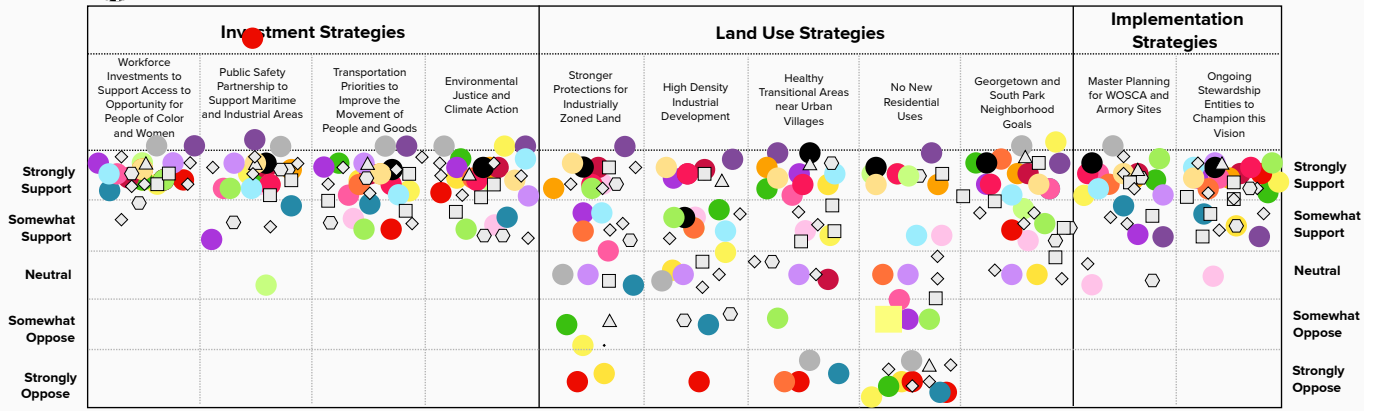 Investment Strategies
Land Use Strategies
Implementation
Strategies
Workforce
Investments to
Support Access to
Opportunity for
People of Color
and Women
Public Safety
Partnership to
Support Maritime
and Industrial Areas
Transportation
Priorities to
Improve the
Movement of
People and Goods
Environmental
Justice and
Climate Action
Stronger
Protections for
Industrially
Zoned Land
High Density
Industrial
Development
Healthy
Transitional Areas
near Urban
Villages
No New
Residential
Uses
Georgetown and
South Park
Neighborhood
Goals
Master Planning
for WOSCA and
Armory Sites
Ongoing
Stewardship
Entities to
Champion this
Vision
Strongly
Support
Strongly
Support
Somewhat
Support
Somewhat
Support
Neutral
Neutral
Somewhat
Oppose
Somewhat
Oppose
Strongly
Oppose
Strongly
Oppose